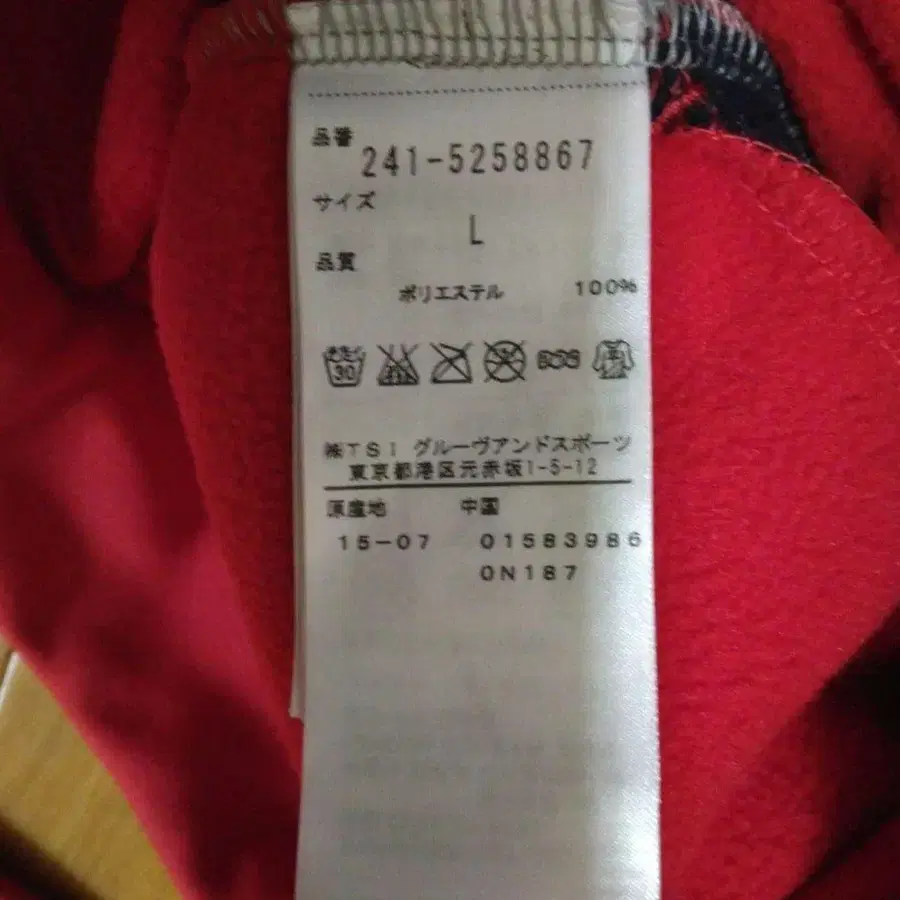 品番
241-5258867
サイズ
L
品質
ポリエステル 100%
30
㈱TSI グルーヴアンドスポーツ
東京都港区元赤坂1-5-12
原産地 中国
15-07 01583986
0N187